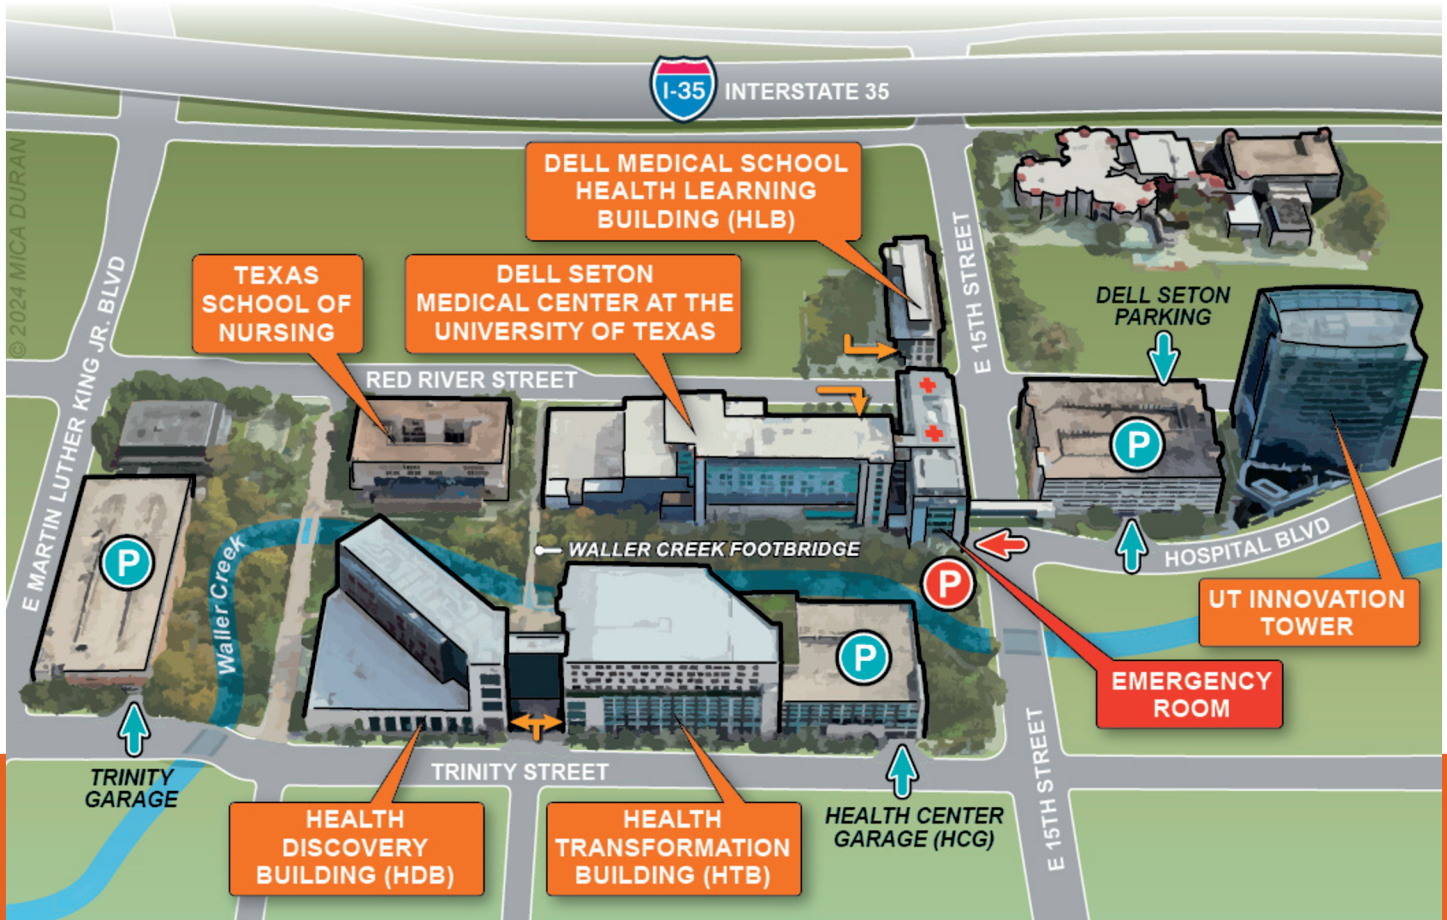 I-35
INTERSTATE 35
© 2024 MICA DURAN
DELL MEDICAL SCHOOL
HEALTH LEARNING
BUILDING (HLB)
E 15TH STREET
TEXAS
SCHOOL OF
NURSING
DELL SETON
MEDICAL CENTER AT THE
UNIVERSITY OF TEXAS
DELL SETON
PARKING
E MARTIN LUTHER KING JR. BLVD
RED RIVER STREET
P
P
Waller Creek
WALLER CREEK FOOTBRIDGE
HOSPITAL BLVD
P
UT INNOVATION
TOWER
P
EMERGENCY
ROOM
TRINITY
GARAGE
TRINITY STREET
E 15TH STREET
HEALTH
DISCOVERY
BUILDING (HDB)
HEALTH
TRANSFORMATION
BUILDING (HTB)
HEALTH CENTER
GARAGE (HCG)